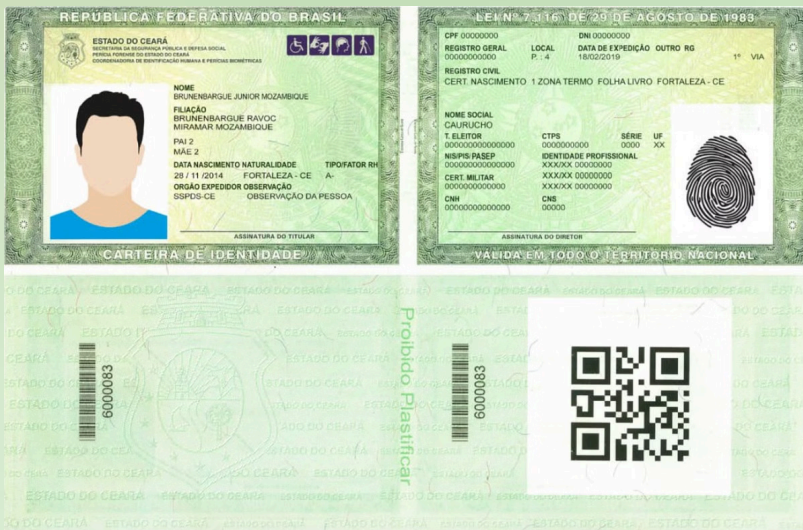 REPÚBLICA FEDERATIVA DO BRASIL
ESTADO DO CEARÁ
SECRETARIA DA SEGURANÇA PÚBLICA E DEFESA SOCIAL
PERÍCIA FORENSE DO ESTADO DO CEARÁ
COORDENADORIA DE IDENTIFICAÇÃO HUMANA E PERÍCIAS BIOMÉTRICAS
NOME
BRUNENBARGUE JUNIOR MOZAMBIQUE
FILIAÇÃO
BRUNENBARGUE RAVOC
MIRAMAR MOZAMBIQUE
PAI 2
MÃE 2
DATA NASCIMENTO NATURALIDADE TIPO/FATOR RH
28 / 11 /2014 FORTALEZA - CE A-
ORGÃO EXPEDIDOR OBSERVAÇÃO
SSPDS-CE OBSERVAÇÃO DA PESSOA
ASSINATURA DO TITULAR
CARTEIRA DE IDENTIDADE
LEI Nº 7.116, DE 29 DE AGOSTO DE 1983
CPF 00000000 DNI 00000000
REGISTRO GERAL LOCAL DATA DE EXPEDIÇÃO OUTRO RG
00000000000 P. : 4 18/02/2019 1º VIA
REGISTRO CIVIL
CERT. NASCIMENTO 1 ZONA TERMO FOLHA LIVRO FORTALEZA - CE
NOME SOCIAL
CAURUCHO
T. ELEITOR CTPS SÉRIE UF
0000000000000 0000000000 0000 XX
NIS/PIS/PASEP IDENTIDADE PROFISSIONAL
0000000000000 XXX/XX 00000000
CERT. MILITAR XXX/XX 00000000
0000000000000 XXX/XX 00000000
CNH CNS
0000000000000 00000
ASSINATURA DO DIRETOR
VÁLIDA EM TODO O TERRITÓRIO NACIONAL
6000083
Proibido Plastificar
6000083
ESTADO DO CEARÁ